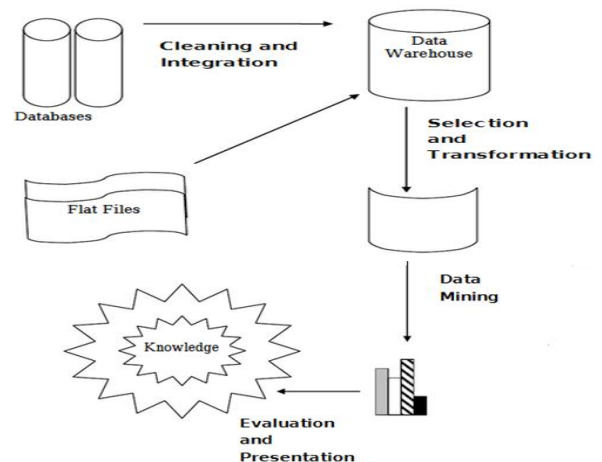 Cleaning and
Integration
Data
Warehouse
Databases
Selection
and
Transformation
Flat Files
Data
Mining
Knowledge
Evaluation
and
Presentation